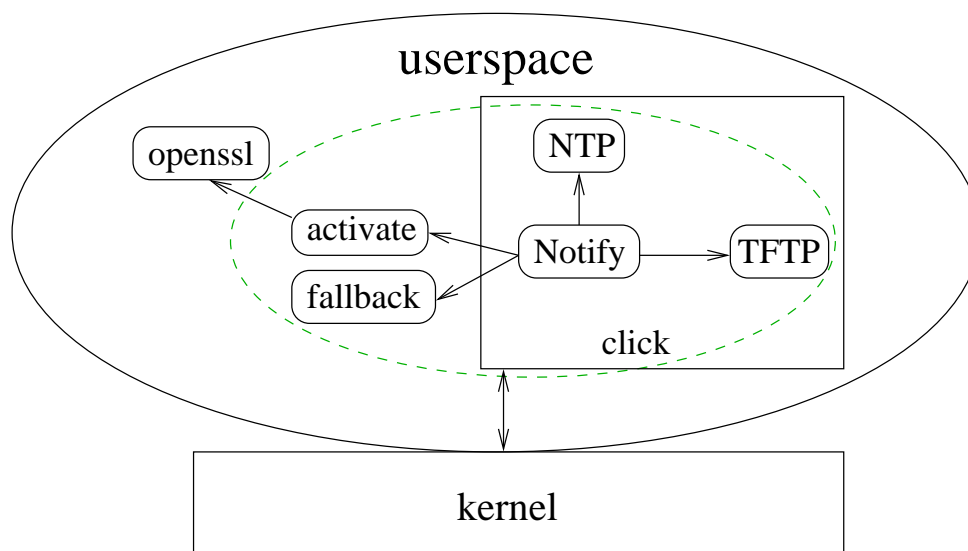 userspace
NTP
openssl
activate
Notify
TFTP
fallback
click
kernel